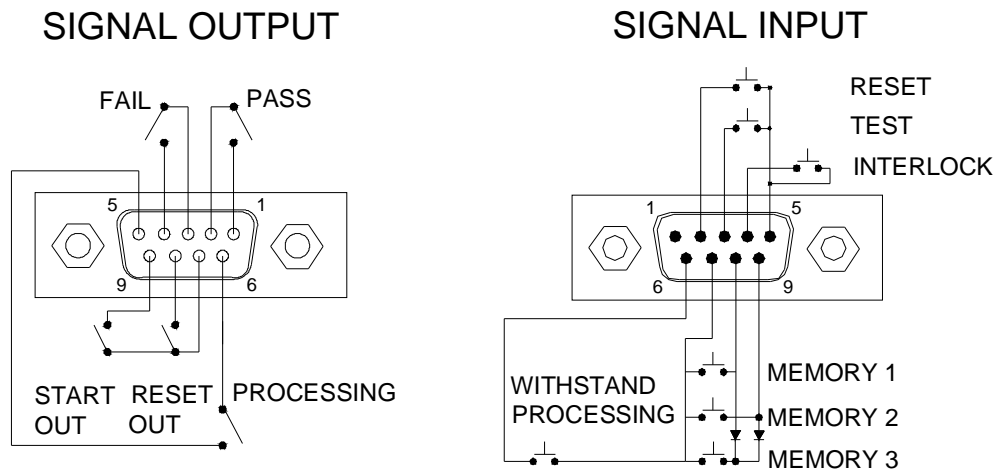 SIGNAL OUTPUT
FAIL
PASS
5
1
9
6
START
OUT
RESET
OUT
PROCESSING
SIGNAL INPUT
RESET
TEST
INTERLOCK
1
5
6
9
WITHSTAND
PROCESSING
MEMORY 1
MEMORY 2
MEMORY 3